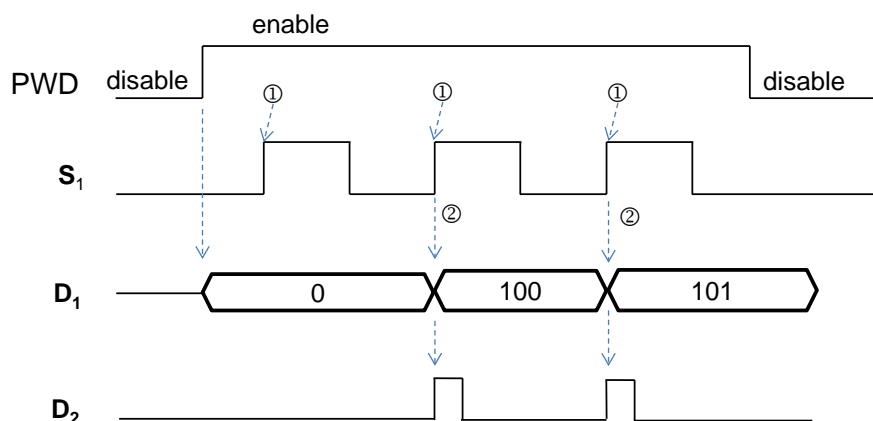 enable
PWD disable disable
① ① ①
S₁
② ②
D₁ 0 100 101
D₂